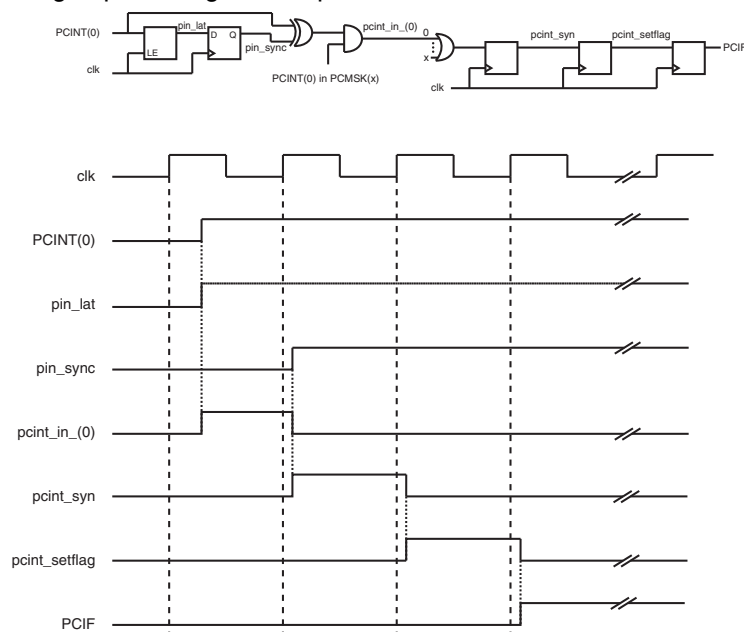 PCINT(0)
pin_lat
LE
D Q
pin_sync
clk
PCINT(0) in PCMSK(x)
pcint_in_(0)
0
x
pcint_syn
pcint_setflag
PCIF
clk
clk
PCINT(0)
pin_lat
pin_sync
pcint_in_(0)
pcint_syn
pcint_setflag
PCIF